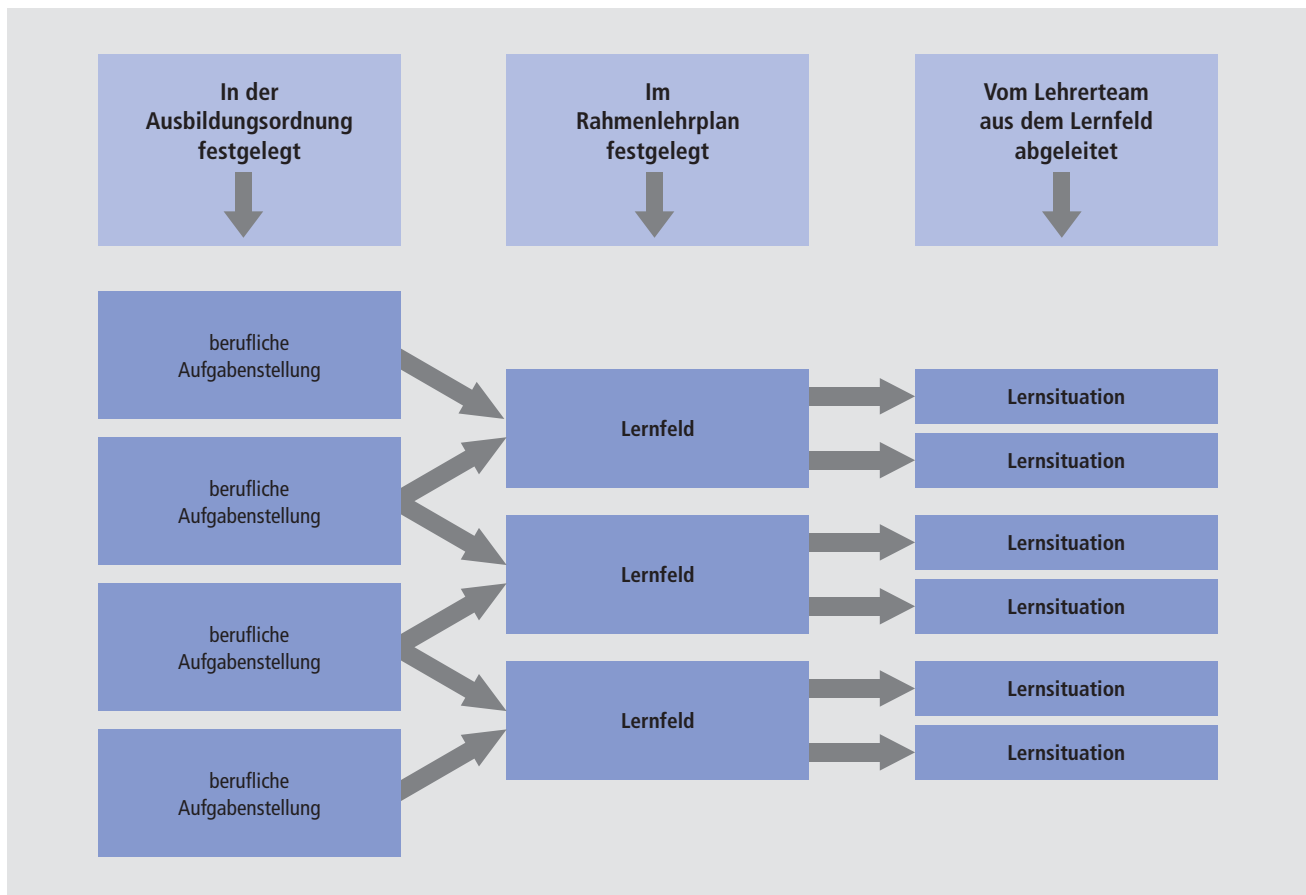 In der
Ausbildungsordnung
festgelegt
Im
Rahmenlehrplan
festgelegt
Vom Lehrerteam
aus dem Lernfeld
abgeleitet
berufliche
Aufgabenstellung
berufliche
Aufgabenstellung
berufliche
Aufgabenstellung
berufliche
Aufgabenstellung
Lernfeld
Lernfeld
Lernfeld
Lernsituation
Lernsituation
Lernsituation
Lernsituation
Lernsituation
Lernsituation